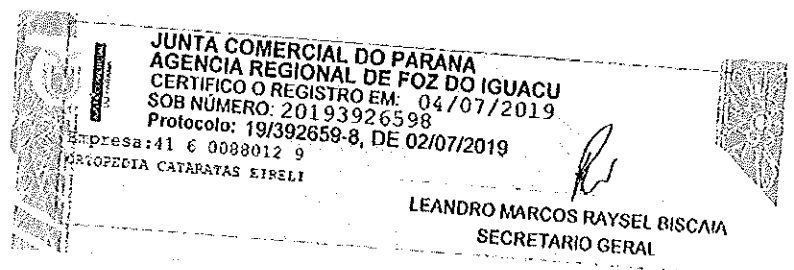 JUNTA COMERCIAL DO PARANA
AGENCIA REGIONAL DE FOZ DO IGUACU
CERTIFICO O REGISTRO EM: 04/07/2019
SOB NÚMERO: 20193926598
Protocolo: 19/392659-8, DE 02/07/2019
Empresa:41 6 0088012 9
ORTOPEDIA CATARATAS EIRELI
LEANDRO MARCOS RAYSEL BISCAIA
SECRETARIO GERAL